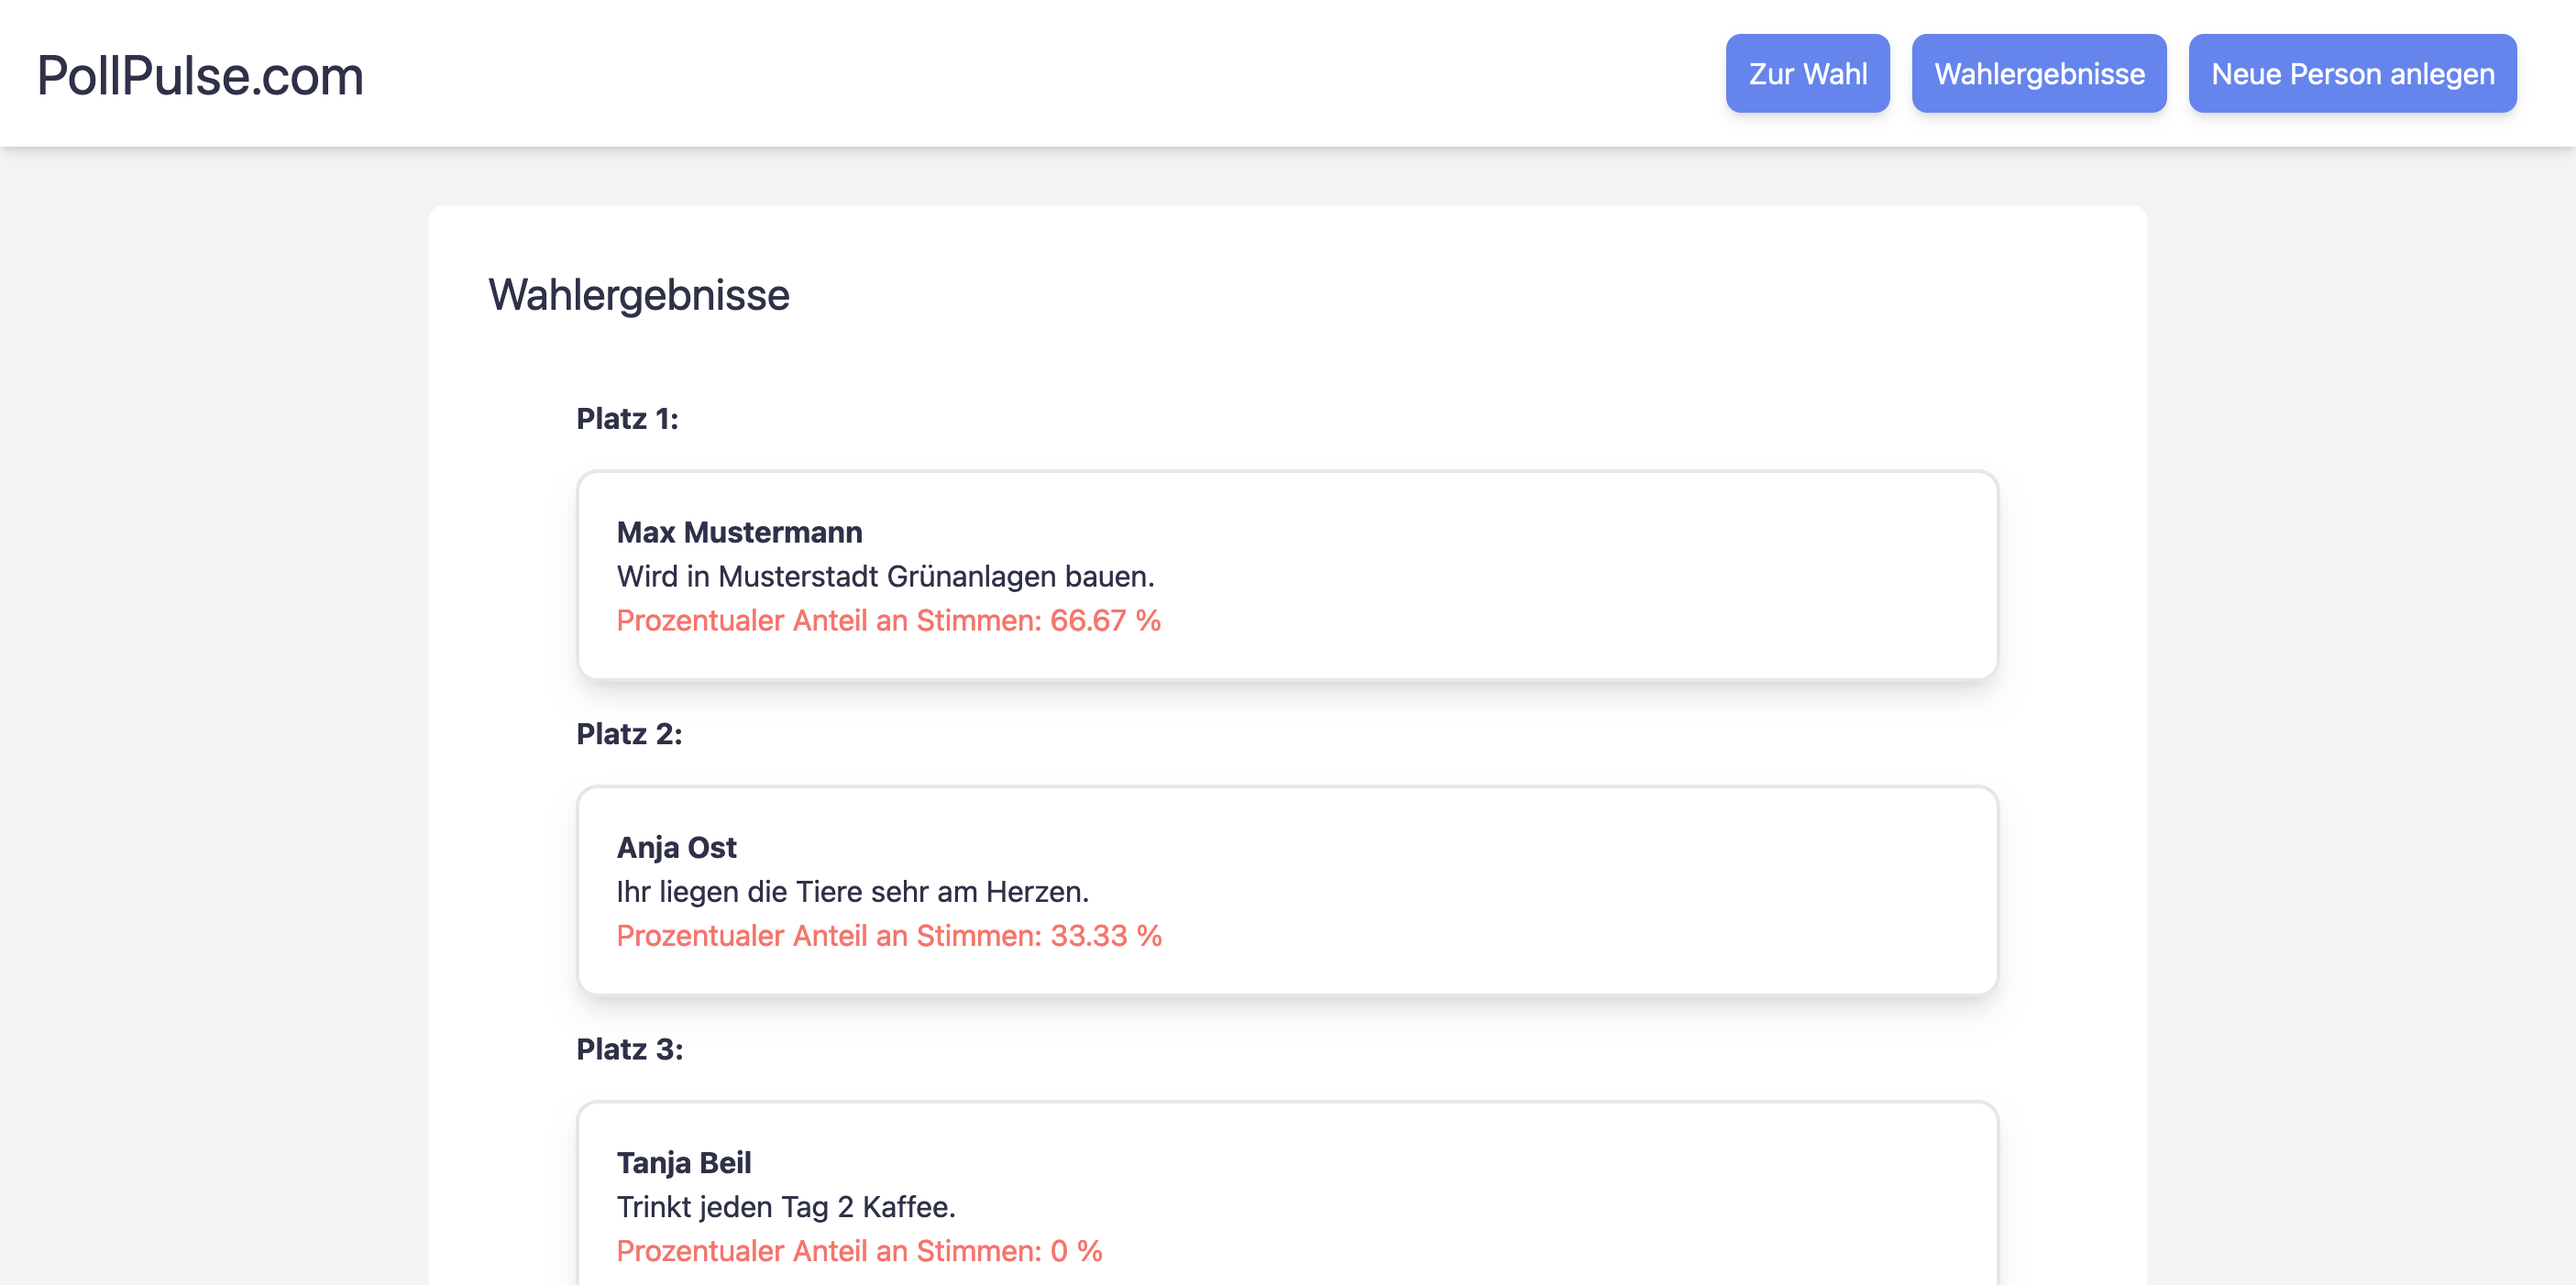 PollPulse.com
Zur Wahl
Wahlergebnisse
Neue Person anlegen
Wahlergebnisse
Platz 1:
Max Mustermann
Wird in Musterstadt Grünanlagen bauen.
Prozentualer Anteil an Stimmen: 66.67 %
Platz 2:
Anja Ost
Ihr liegen die Tiere sehr am Herzen.
Prozentualer Anteil an Stimmen: 33.33 %
Platz 3:
Tanja Beil
Trinkt jeden Tag 2 Kaffee.
Prozentualer Anteil an Stimmen: 0 %